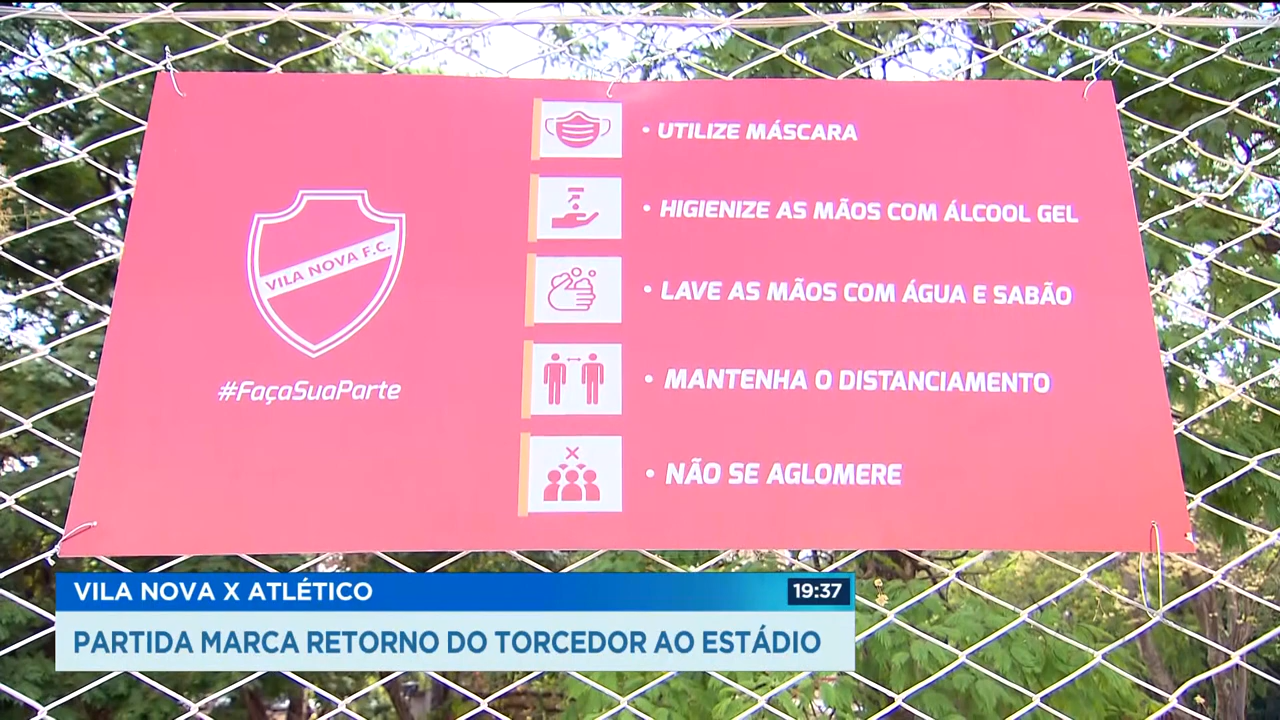 VILA NOVA F.C.
#FaçaSuaParte
• UTILIZE MÁSCARA
• HIGIENIZE AS MÃOS COM ÁLCOOL GEL
• LAVE AS MÃOS COM ÁGUA E SABÃO
• MANTENHA O DISTANCIAMENTO
• NÃO SE AGLOMERE
VILA NOVA X ATLÉTICO
19:37
PARTIDA MARCA RETORNO DO TORCEDOR AO ESTÁDIO